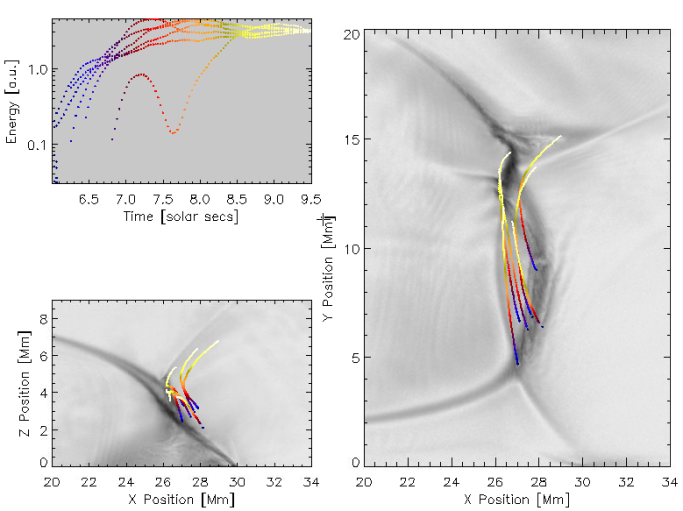 1.0
0.1
Energy [a.u.]
6.5 7.0 7.5 8.0 8.5 9.0 9.5
Time [solar secs]
8
6
4
2
0
Z Position [Mm]
20 22 24 26 28 30 32 34
X Position [Mm]
20
15
10
5
0
Y Position [Mm]
20 22 24 26 28 30 32 34
X Position [Mm]